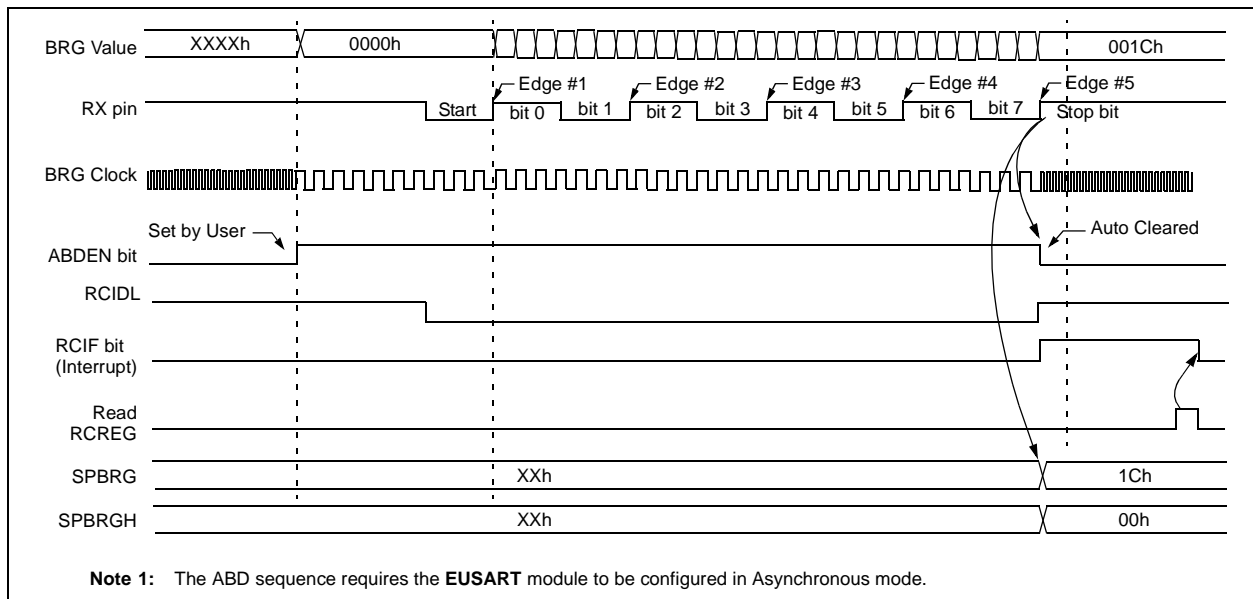 BRG Value
XXXXh
0000h
001Ch
Edge #1
Edge #2
Edge #3
Edge #4
Edge #5
RX pin
Start
bit 0
bit 1
bit 2
bit 3
bit 4
bit 5
bit 6
bit 7
Stop bit
BRG Clock
Set by User
Auto Cleared
ABDEN bit
RCIDL
RCIF bit
(Interrupt)
Read
RCREG
SPBRG
XXh
1Ch
SPBRGH
XXh
00h
Note 1: The ABD sequence requires the EUSART module to be configured in Asynchronous mode.